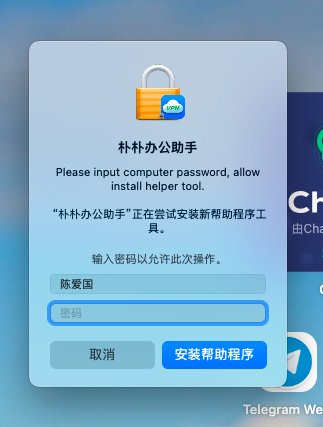 VPN
朴朴办公助手
Please input computer password, allow
install helper tool.
“朴朴办公助手”正在尝试安装新帮助程序工
具。
输入密码以允许此次操作。
陈爱国
密码
取消
安装帮助程序
Ch
由Cha
Telegram We